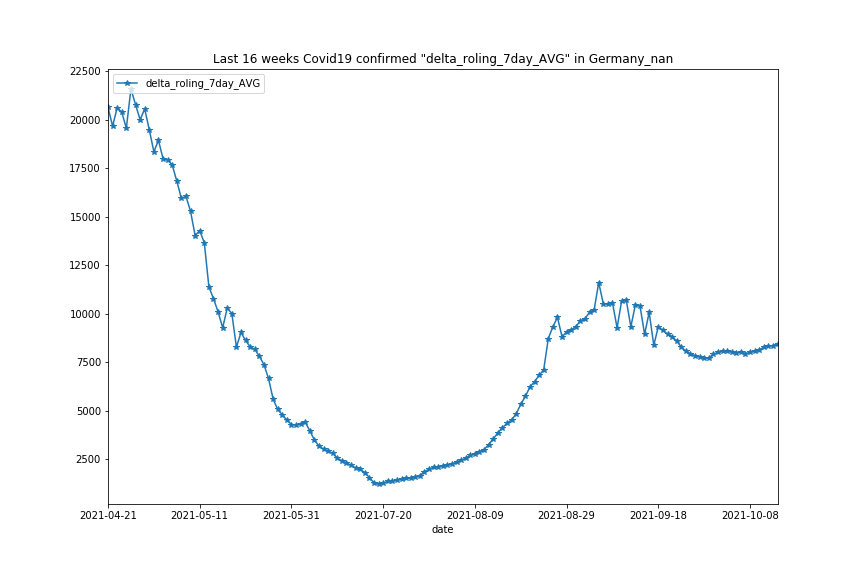 Last 16 weeks Covid19 confirmed "delta_roling_7day_AVG" in Germany_nan
delta_roling_7day_AVG
22500
20000
17500
15000
12500
10000
7500
5000
2500
2021-04-21 2021-05-11 2021-05-31 2021-07-20 2021-08-09 2021-08-29 2021-09-18 2021-10-08
date